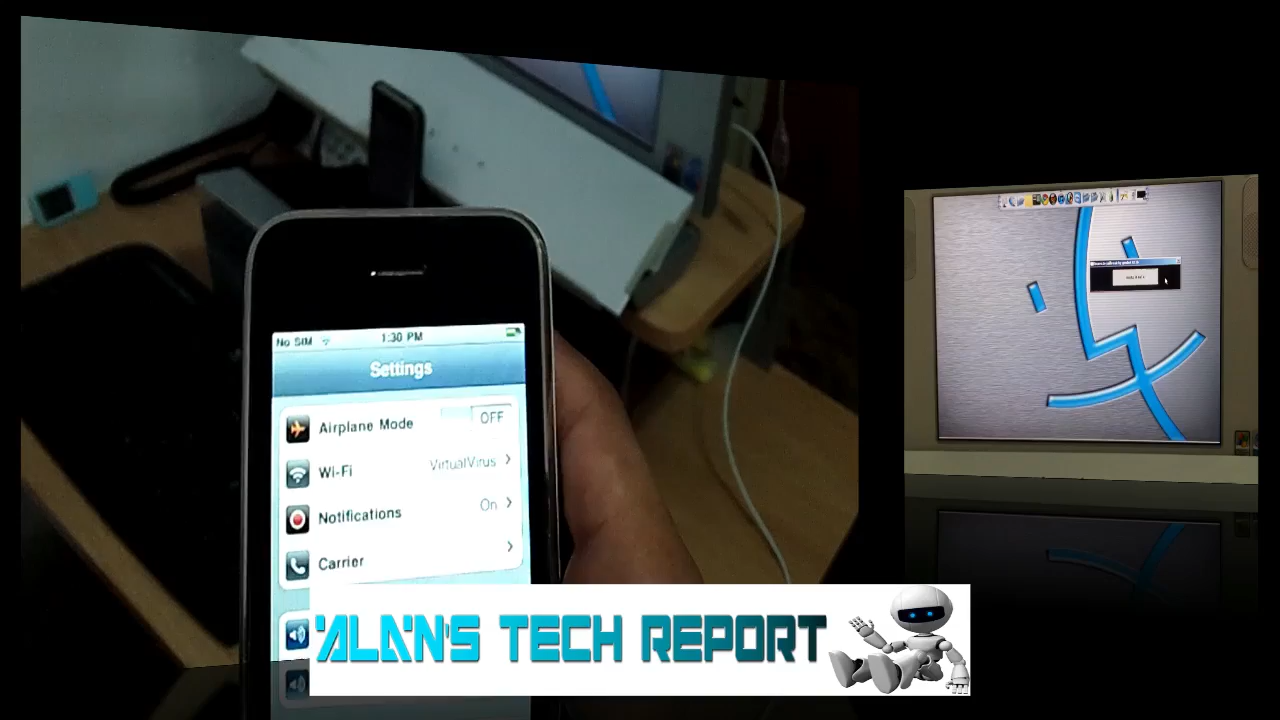 No SIM 1:30 PM
Settings
Airplane Mode OFF
Wi-Fi VirtualVirus
Notifications On
Carrier
ALAN'S TECH REPORT